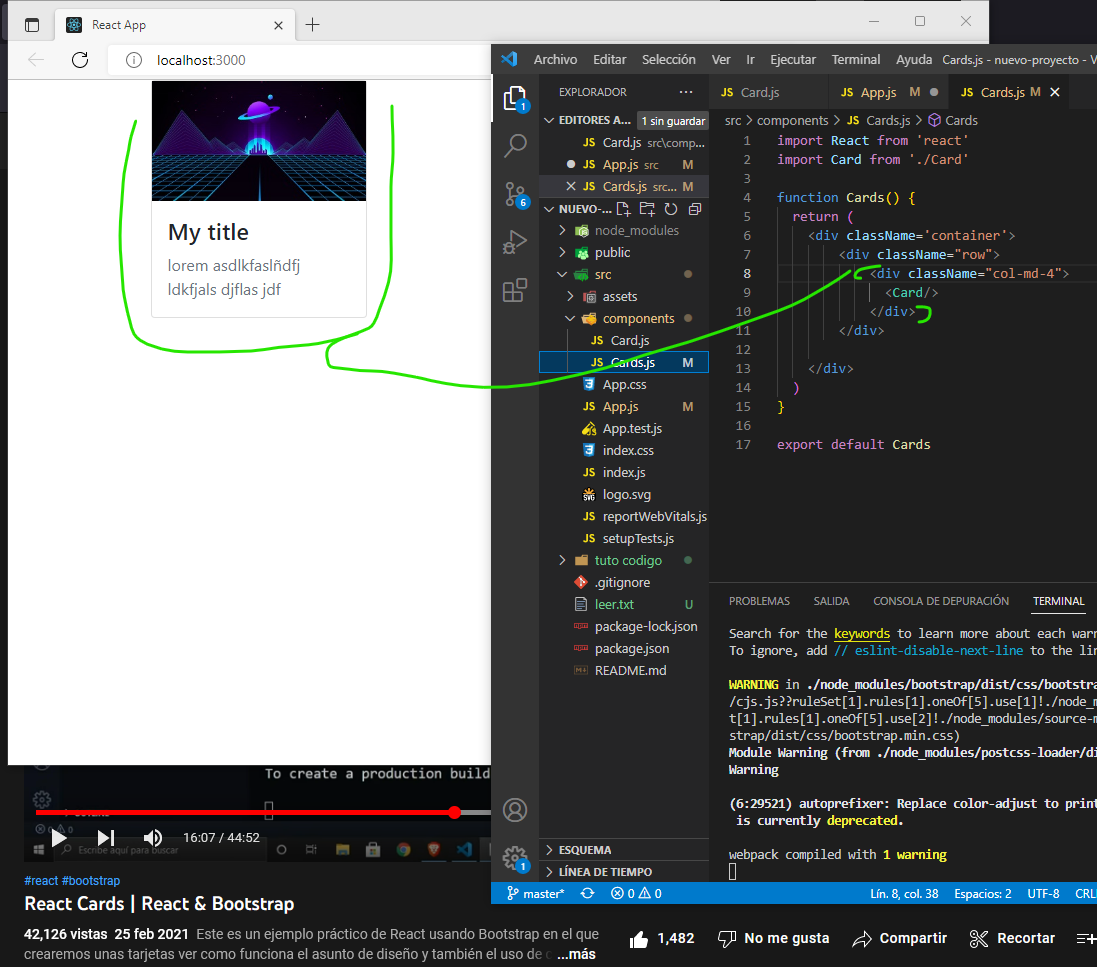 React App
localhost:3000
My title
lorem asdlkfaslñdfj
ldkfjals djflas jdf
Archivo Editar Selección Ver Ir Ejecutar Terminal Ayuda Cards.js - nuevo-proyecto - V
EXPLORADOR
EDITORES A... 1 sin guardar
JS Card.js src\comp...
JS App.js src M
JS Cards.js src... M
NUEVO-...
node_modules
public
src
assets
components
JS Card.js
JS Cards.js M
App.css
JS App.js M
App.test.js
index.css
JS index.js
logo.svg
JS reportWebVitals.js
JS setupTests.js
tuto codigo
.gitignore
leer.txt U
package-lock.json
package.json
README.md
ESQUEMA
LÍNEA DE TIEMPO
JS Card.js JS App.js M JS Cards.js M
src > components > JS Cards.js > Cards
1 import React from 'react'
2 import Card from './Card'
3
4 function Cards() {
5 return (
6 <div className='container'>
7 <div className="row">
8 <div className="col-md-4">
9 <Card/>
10 </div>
11 </div>
12
13 </div>
14 )
15 }
16
17 export default Cards
PROBLEMAS SALIDA CONSOLA DE DEPURACIÓN TERMINAL
Search for the keywords to learn more about each warn
To ignore, add // eslint-disable-next-line to the lin
WARNING in ./node_modules/bootstrap/dist/css/bootstra
/cjs.js??ruleSet[1].rules[1].oneOf[5].use[1]!./node_m
t[1].rules[1].oneOf[5].use[2]!./node_modules/source-m
strap/dist/css/bootstrap.min.css)
Module Warning (from ./node_modules/postcss-loader/di
Warning
(6:29521) autoprefixer: Replace color-adjust to print
is currently deprecated.
webpack compiled with 1 warning
master* 0 0 Lín. 8, col. 38 Espacios: 2 UTF-8 CRL
To create a production build
16:07 / 44:52
Escribe aquí para buscar
#react #bootstrap
React Cards | React & Bootstrap
42,126 vistas 25 feb 2021 Este es un ejemplo práctico de React usando Bootstrap en el que
crearemos unas tarjetas ver como funciona el asunto de diseño y también el uso de c ...más
1,482 No me gusta Compartir Recortar